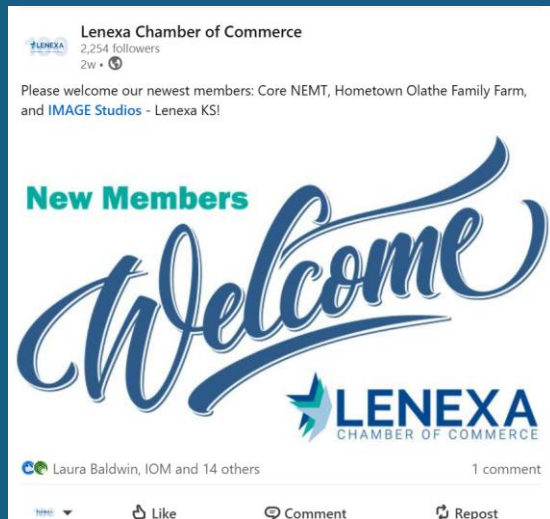 LENEXA
Lenexa Chamber of Commerce
2,254 followers
2w •
Please welcome our newest members: Core NEMT, Hometown Olathe Family Farm,
and IMAGE Studios - Lenexa KS!
New Members
Welcome
LENEXA
CHAMBER OF COMMERCE
Laura Baldwin, IOM and 14 others
1 comment
Like
Comment
Repost